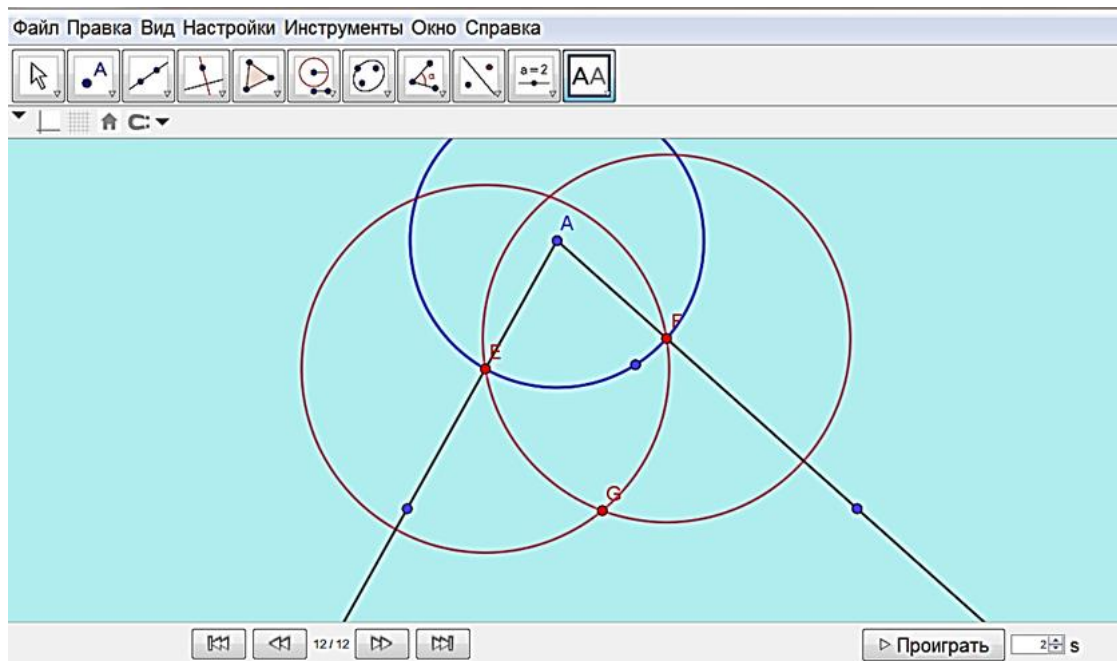 Файл Правка Вид Настройки Инструменты Окно Справка
A a=2 AA
A
F
E
G
12 / 12 Проиграть 2 s